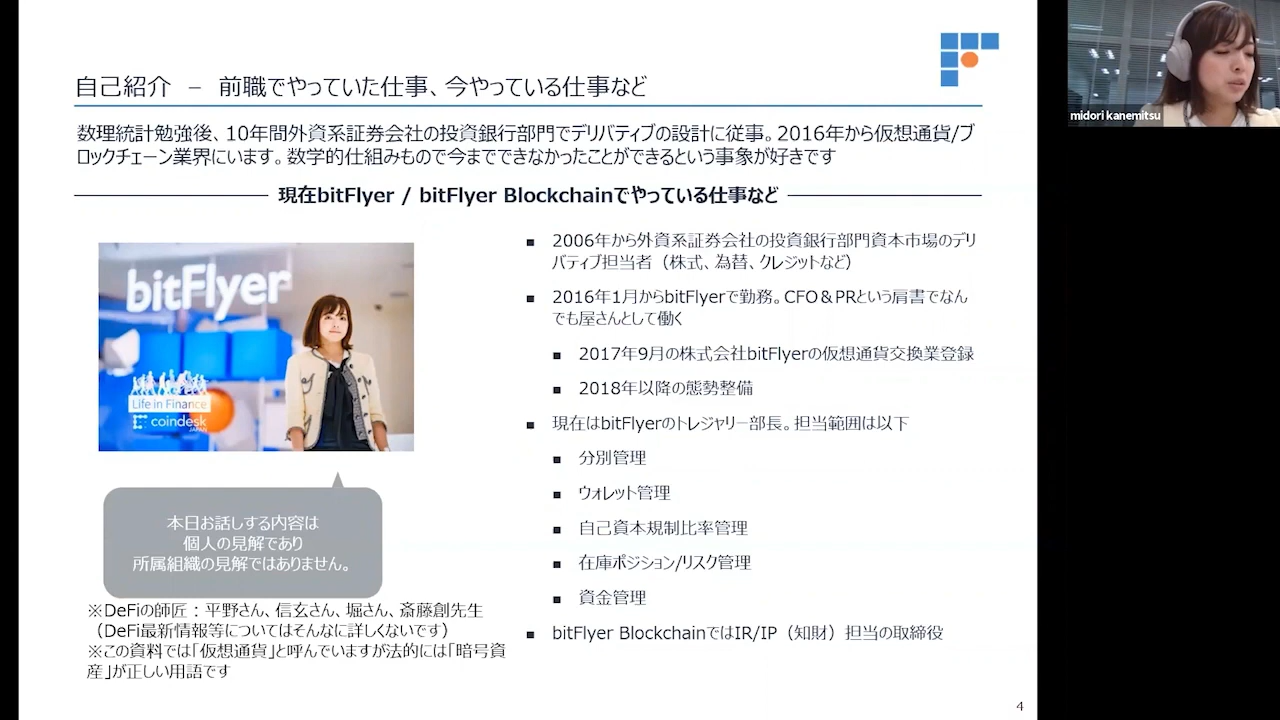 自己紹介 – 前職でやっていた仕事、今やっている仕事など
数理統計勉強後、10年間外資系証券会社の投資銀行部門でデリバティブの設計に従事。2016年から仮想通貨/ブ
ロックチェーン業界にいます。数学的仕組みもので今までできなかったことができるという事象が好きです
現在bitFlyer / bitFlyer Blockchainでやっている仕事など
bitFlyer
Life in Finance
coindesk
JAPAN
本日お話しする内容は
個人の見解であり
所属組織の見解ではありません。
※DeFiの師匠：平野さん、信玄さん、堀さん、斎藤創先生
（DeFi最新情報等についてはそんなに詳しくないです）
※この資料では「仮想通貨」と呼んでいますが法的には「暗号資
産」が正しい用語です
■ 2006年から外資系証券会社の投資銀行部門資本市場のデリ
バティブ担当者（株式、為替、クレジットなど）
■ 2016年1月からbitFlyerで勤務。CFO＆PRという肩書でなん
でも屋さんとして働く
■ 2017年9月の株式会社bitFlyerの仮想通貨交換業登録
■ 2018年以降の態勢整備
■ 現在はbitFlyerのトレジャリー部長。担当範囲は以下
■ 分別管理
■ ウォレット管理
■ 自己資本規制比率管理
■ 在庫ポジション/リスク管理
■ 資金管理
■ bitFlyer BlockchainではIR/IP（知財）担当の取締役
4
midori kanemitsu